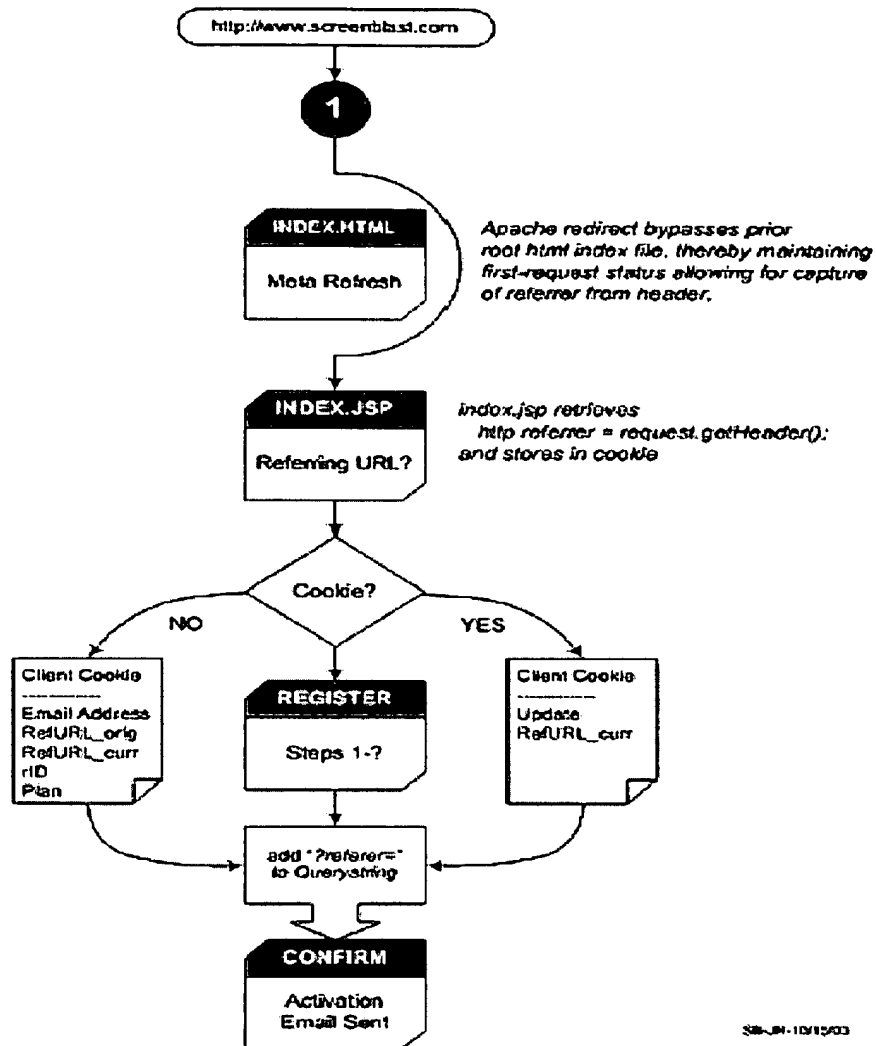 http://www.screenblast.com
1
INDEX.HTML
Meta Refresh
Apache redirect bypasses prior
root html index file, thereby maintaining
first-request status allowing for capture
of referrer from header.
INDEX.JSP
Referring URL?
index.jsp retrieves
http referrer = request.getHeader();
and stores in cookie
Cookie?
NO
YES
Client Cookie
Email Address
RefURL_orig
RefURL_curr
rID
Plan
REGISTER
Steps 1-?
Client Cookie
Update
RefURL_curr
add "?referer="
to Querystring
CONFIRM
Activation
Email Sent